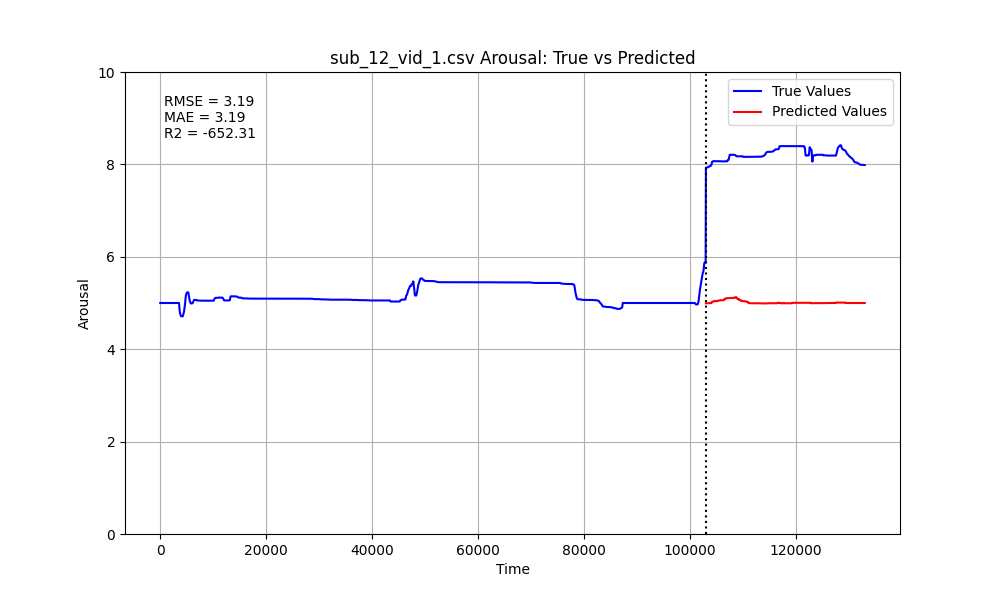 sub_12_vid_1.csv Arousal: True vs Predicted
RMSE = 3.19
MAE = 3.19
R2 = -652.31
True Values
Predicted Values
Arousal
10
8
6
4
2
0
0
20000
40000
60000
80000
100000
120000
Time